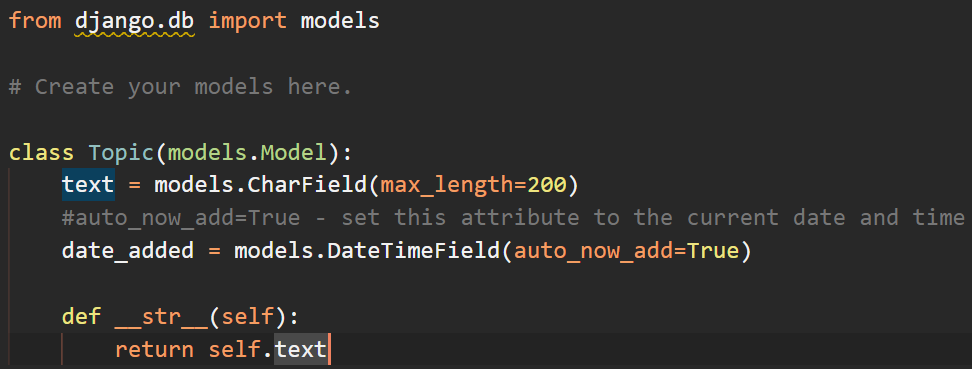 from django.db import models
# Create your models here.
class Topic(models.Model):
text = models.CharField(max_length=200)
#auto_now_add=True - set this attribute to the current date and time
date_added = models.DateTimeField(auto_now_add=True)
def __str__(self):
return self.text